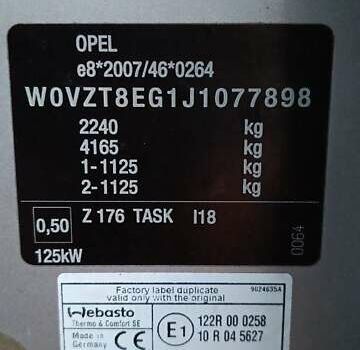 OPEL
e8*2007/46*0264
W0VZT8EG1J1077898
2240 kg
4165 kg
1-1125 kg
2-1125 kg
0,50 Z 176 TASK I18
125kW
0064
Factory label duplicate 9024635A
valid only with the original
Webasto
Thermo & Comfort SE
Made in
Germany
E1
122R 00 0258
10 R 04 5627